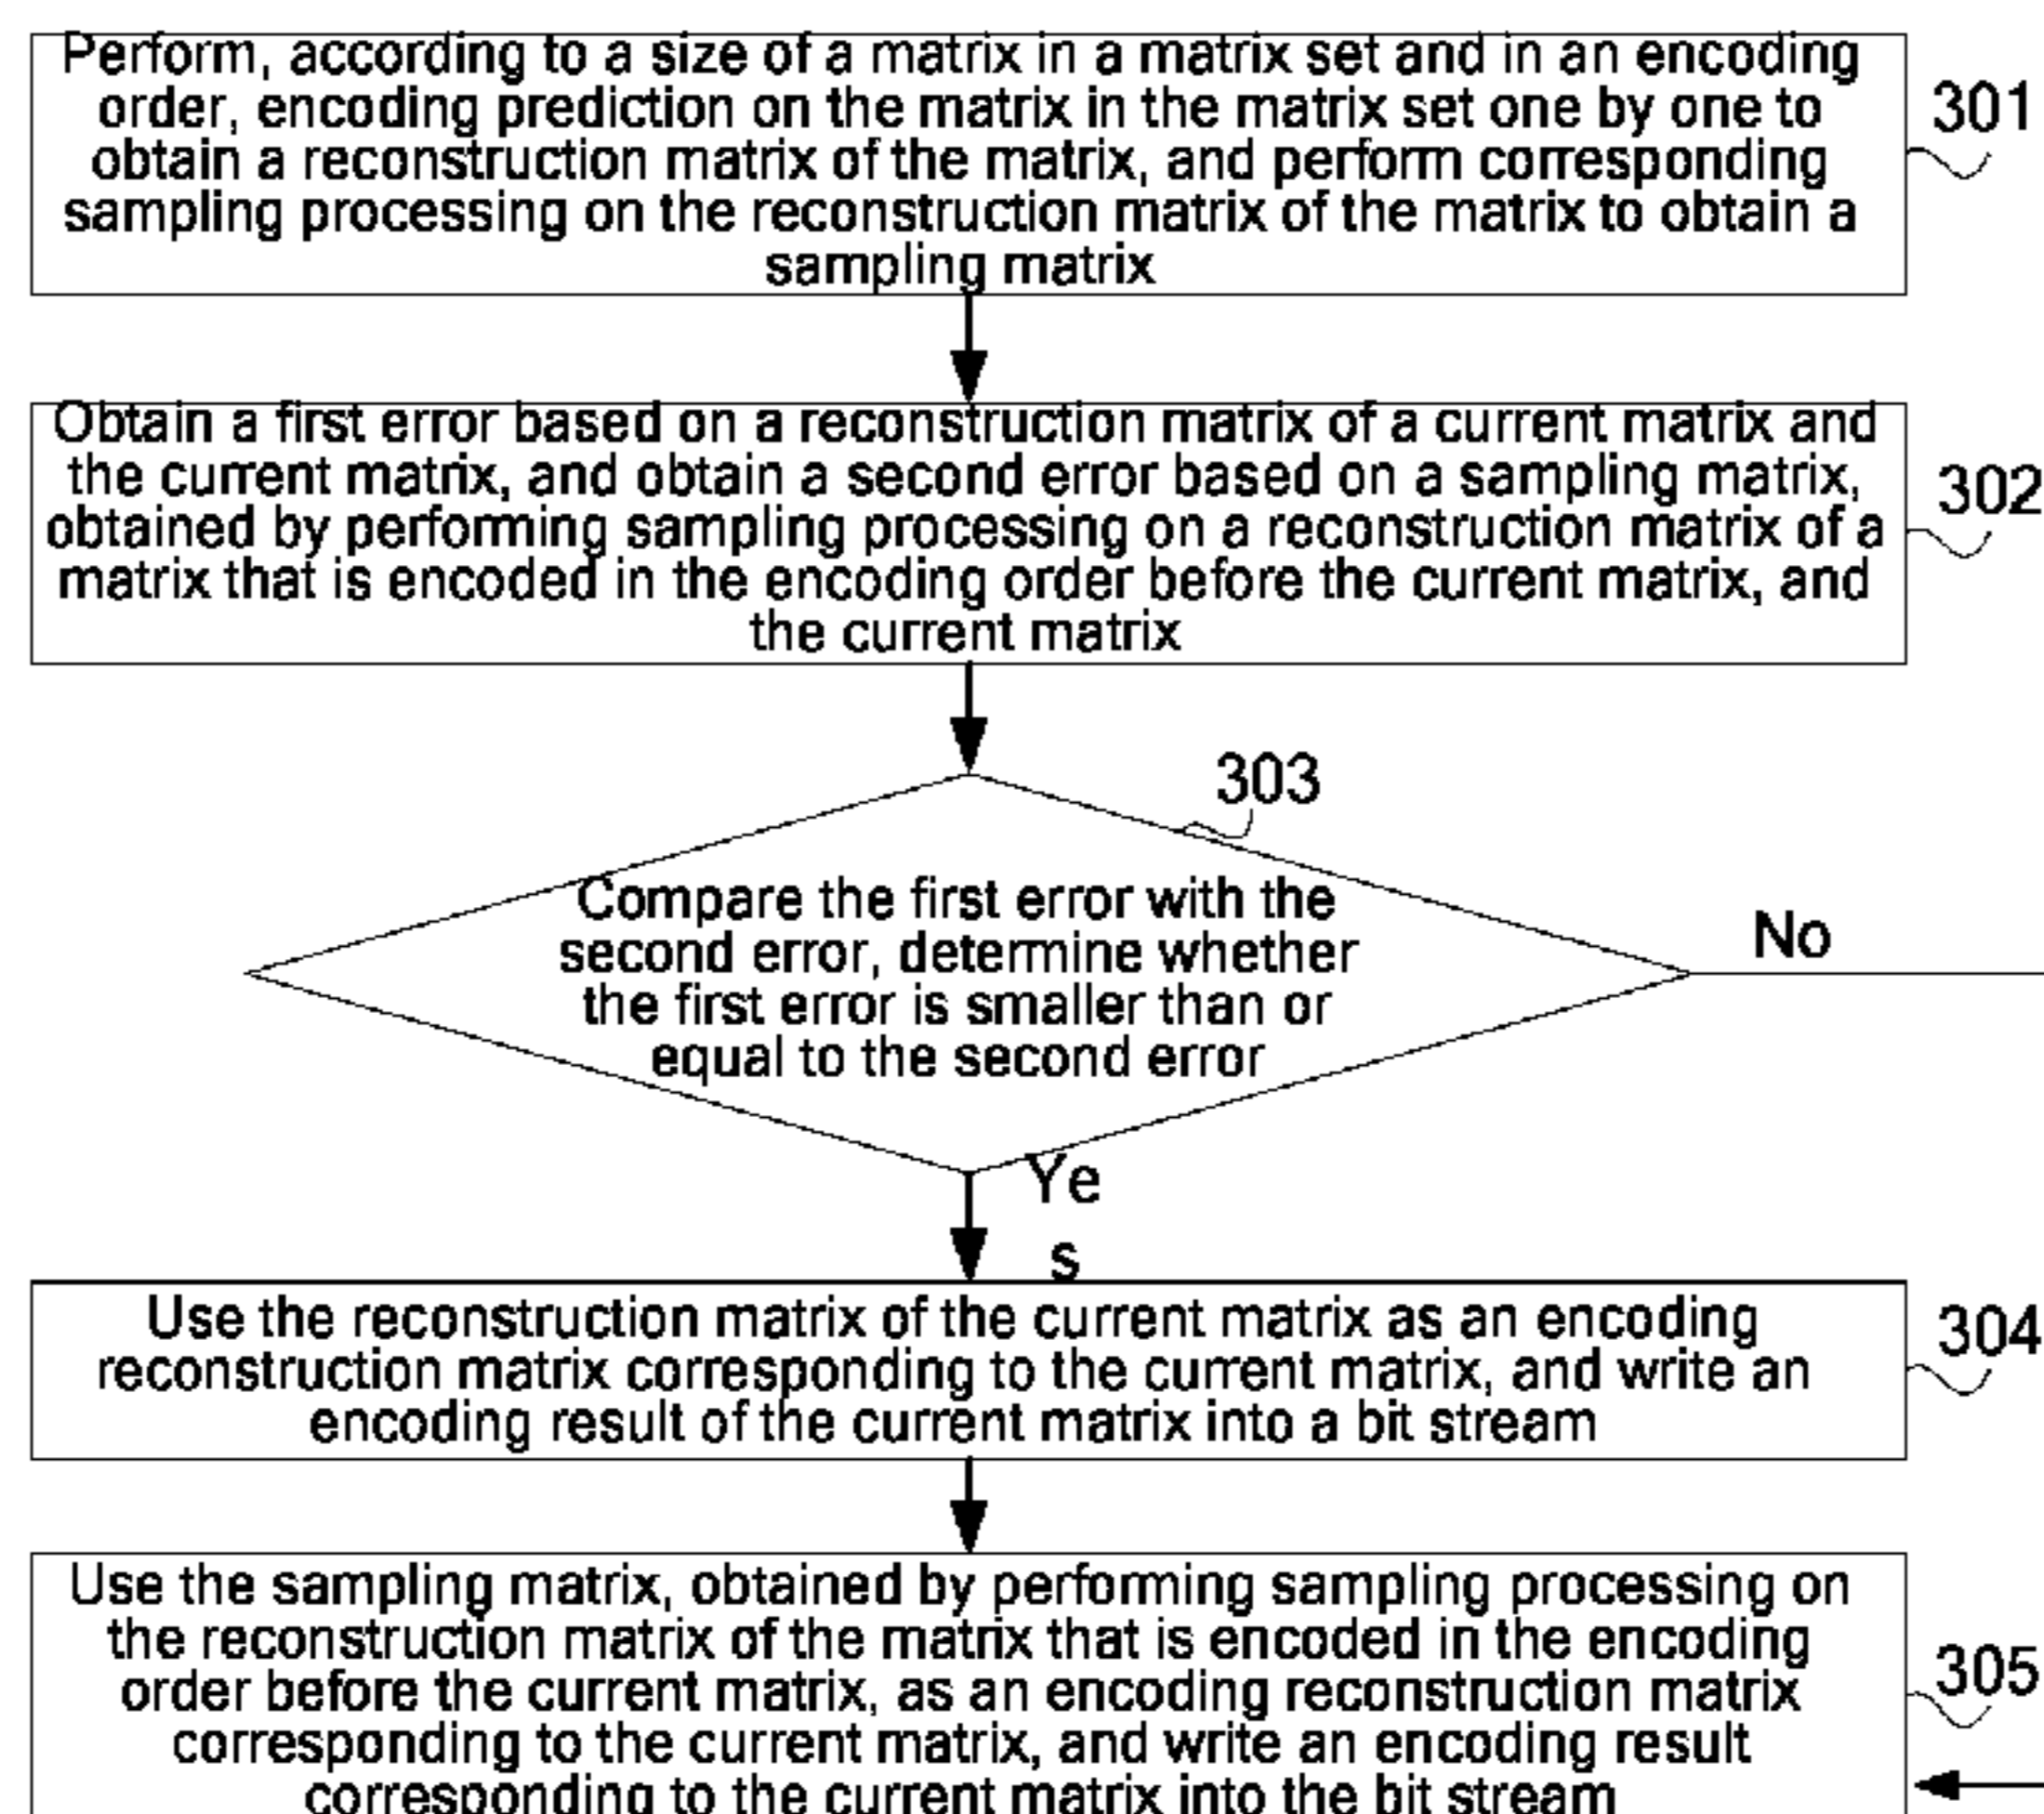 Perform, according to a size of a matrix in a matrix set and in an encoding
order, encoding prediction on the matrix in the matrix set one by one to
obtain a reconstruction matrix of the matrix, and perform corresponding
sampling processing on the reconstruction matrix of the matrix to obtain a
sampling matrix
301
Obtain a first error based on a reconstruction matrix of a current matrix and
the current matrix, and obtain a second error based on a sampling matrix,
obtained by performing sampling processing on a reconstruction matrix of a
matrix that is encoded in the encoding order before the current matrix, and
the current matrix
302
303
Compare the first error with the
second error, determine whether
the first error is smaller than or
equal to the second error
No
Ye
s
Use the reconstruction matrix of the current matrix as an encoding
reconstruction matrix corresponding to the current matrix, and write an
encoding result of the current matrix into a bit stream
304
Use the sampling matrix, obtained by performing sampling processing on
the reconstruction matrix of the matrix that is encoded in the encoding
order before the current matrix, as an encoding reconstruction matrix
corresponding to the current matrix, and write an encoding result
corresponding to the current matrix into the bit stream
305